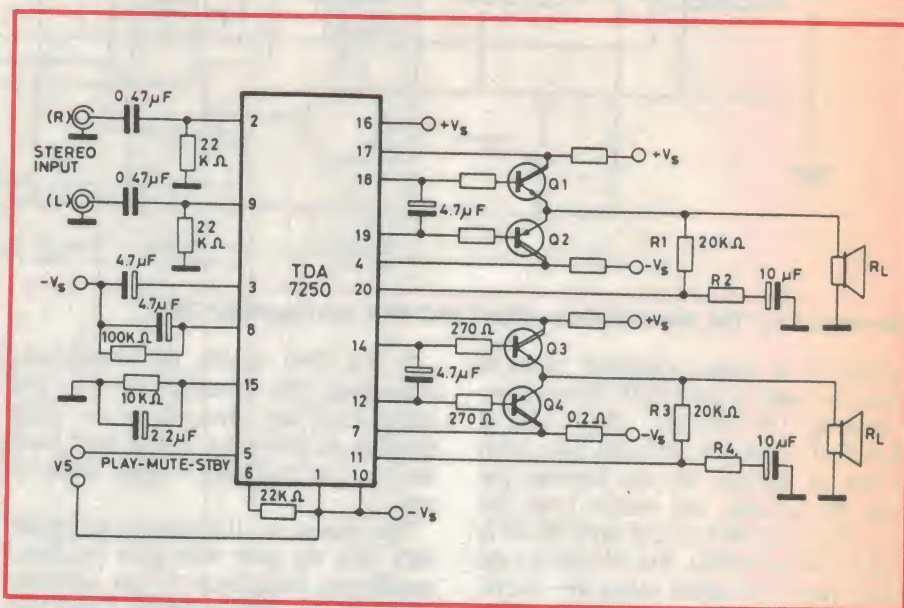 (R)
STEREO
INPUT
0.47µF
22
KΩ
2
(L)
0.47µF
22
KΩ
9
-Vs
4.7µF
3
4.7µF
100KΩ
8
10KΩ
2.2µF
15
V5
PLAY-MUTE-STBY
5
6
22KΩ
1
10
-Vs
TDA
7250
16
+Vs
17
+Vs
18
Q1
4.7µF
19
Q2
4
-Vs
20
R1
20KΩ
R2
10 µF
RL
+Vs
14
270Ω
Q3
4.7µF
12
270Ω
Q4
7
0.2Ω
-Vs
11
R3
20KΩ
R4
10µF
RL